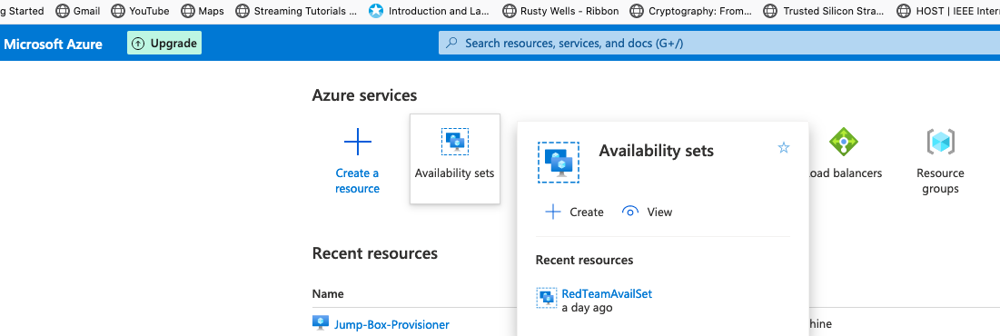 g Started Gmail YouTube Maps Streaming Tutorials ... Introduction and La... Rusty Wells - Ribbon Cryptography: From... Trusted Silicon Stra... HOST | IEEE Inter
Microsoft Azure Upgrade Search resources, services, and docs (G+/)
Azure services
Create a
resource
Availability sets
Availability sets
Create View
Recent resources
RedTeamAvailSet
a day ago
oad balancers
Resource
groups
Recent resources
Name
Jump-Box-Provisioner
hine